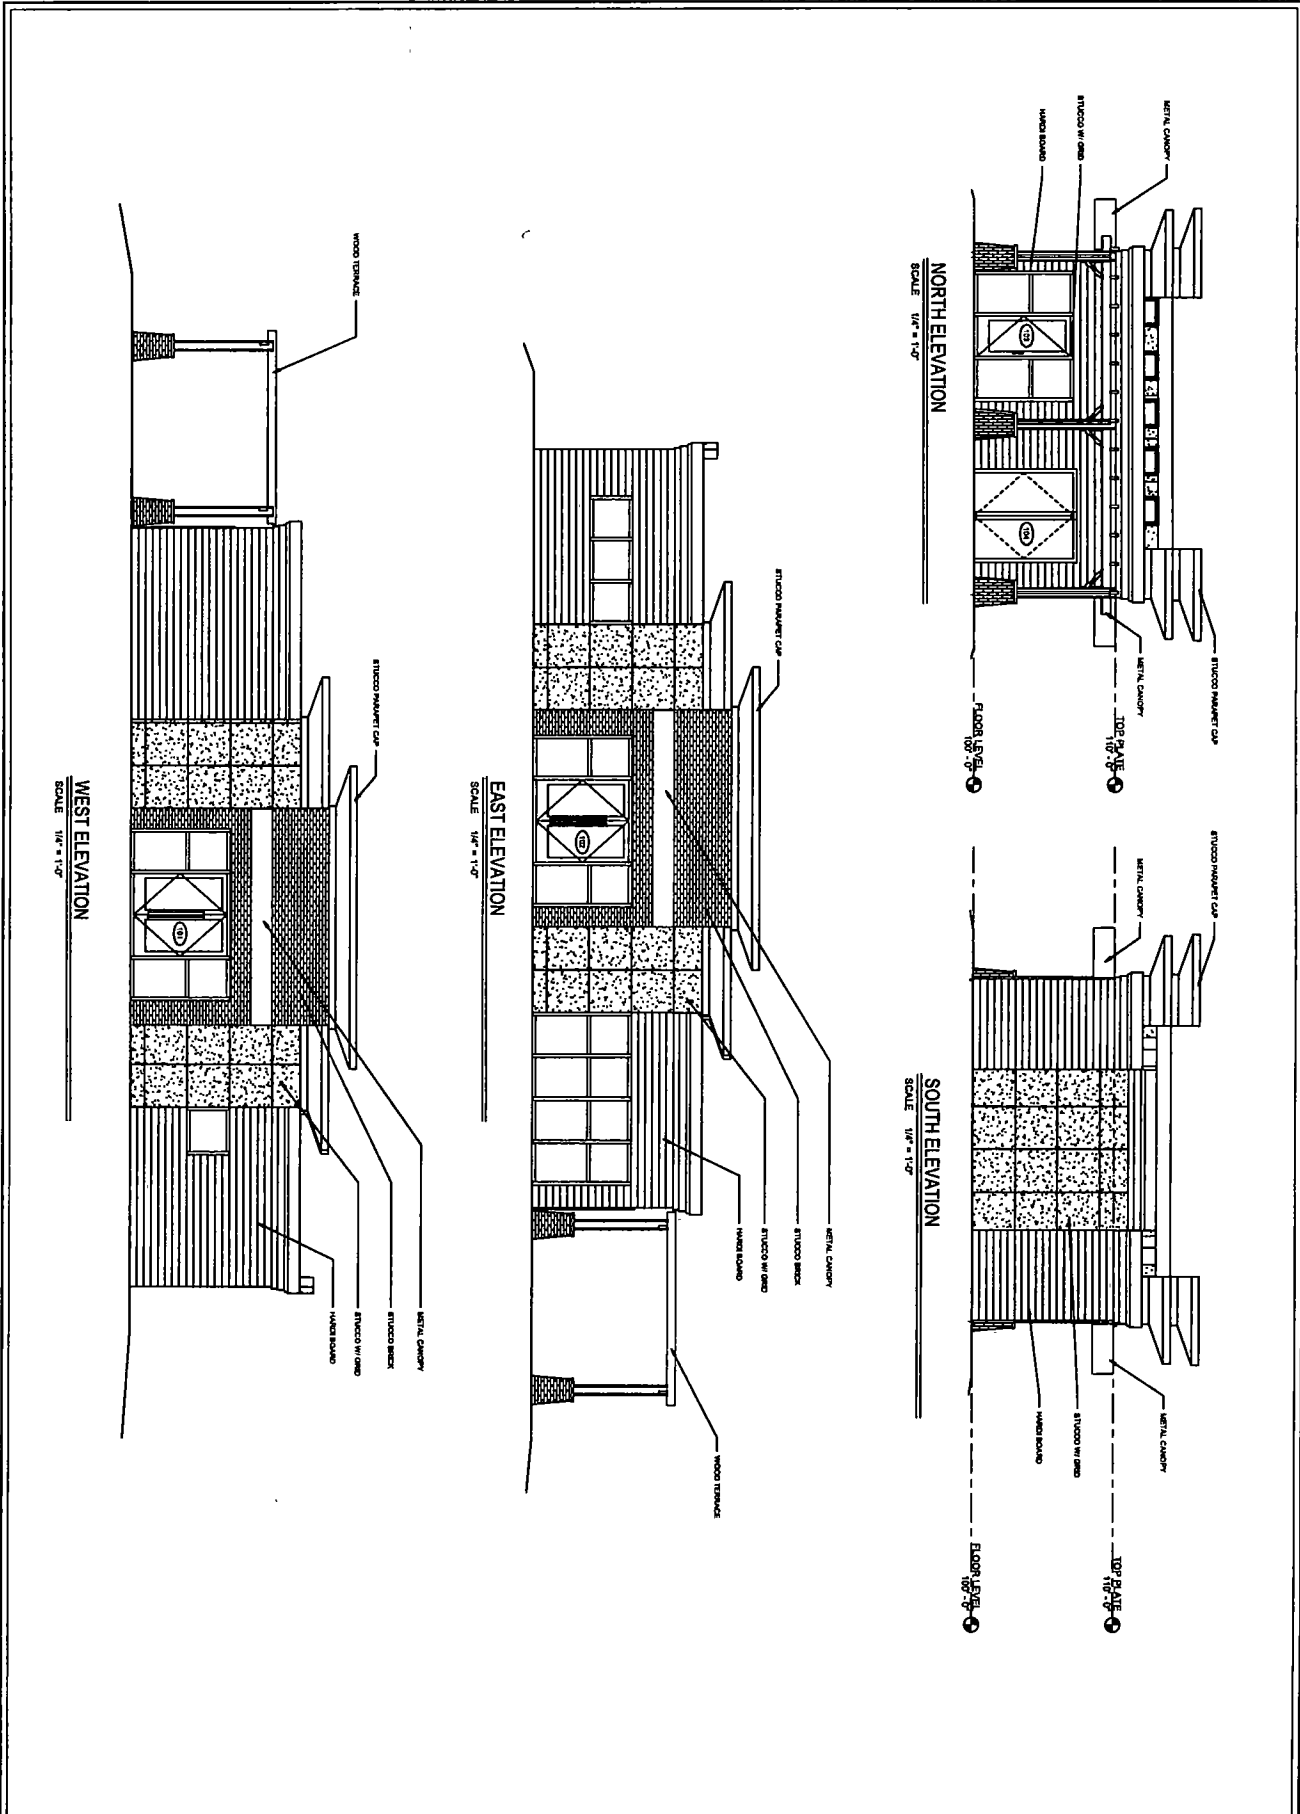 METAL CANOPY
STUCCO W/ GRID
HARDI BOARD
103
104
NORTH ELEVATION
SCALE 1/4" = 1'-0"
STUCCO PARAPET CAP
METAL CANOPY
TOP PLATE
110'- 0"
FLOOR LEVEL
100'- 0"
STUCCO PARAPET CAP
METAL CANOPY
SOUTH ELEVATION
SCALE 1/4" = 1'-0"
METAL CANOPY
STUCCO W/ GRID
HARDI BOARD
TOP PLATE
110'- 0"
FLOOR LEVEL
100'- 0"
STUCCO PARAPET CAP
102
EAST ELEVATION
SCALE 1/4" = 1'-0"
METAL CANOPY
STUCCO BRICK
STUCCO W/ GRID
HARDI BOARD
WOOD TERRACE
WOOD TERRACE
STUCCO PARAPET CAP
101
WEST ELEVATION
SCALE 1/4" = 1'-0"
METAL CANOPY
STUCCO BRICK
STUCCO W/ GRID
HARDI BOARD